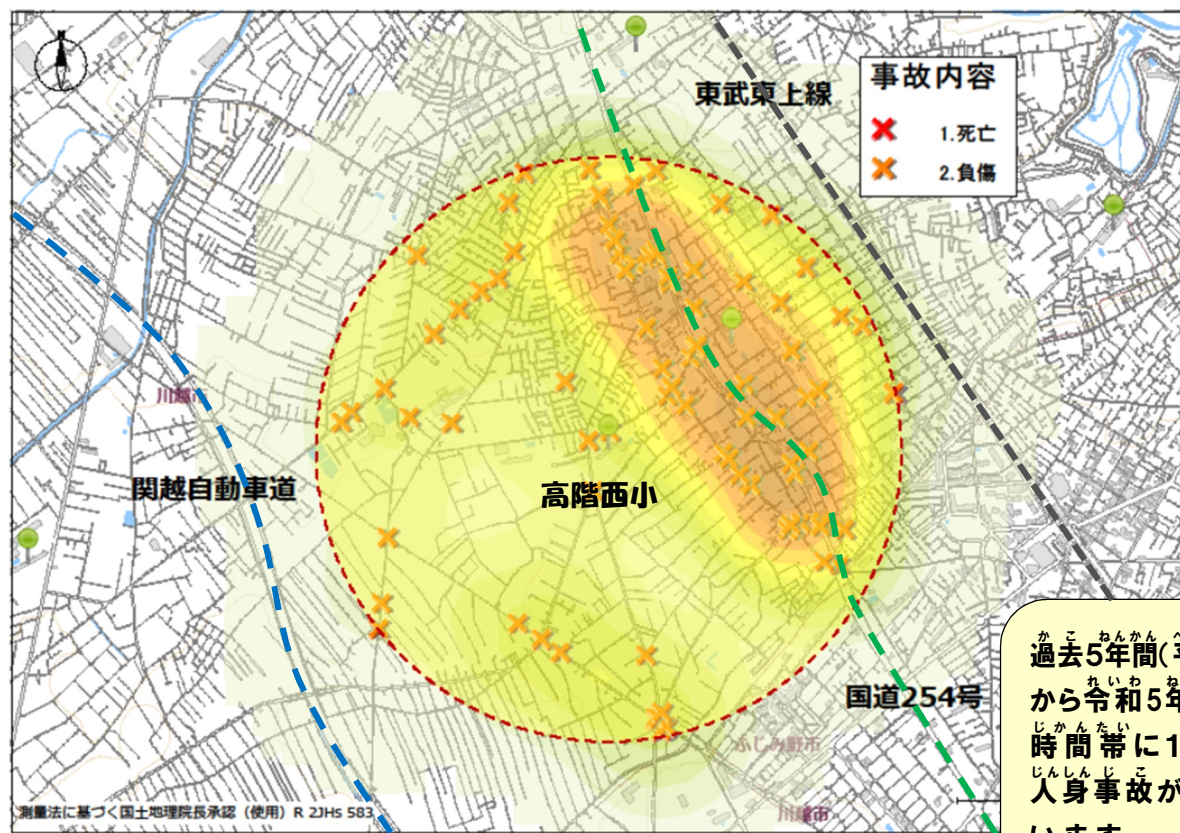 N
東武東上線
事故内容
1.死亡
2.負傷
川越市
関越自動車道
高階西小
国道254号
ふじみ野市
川越市
測量法に基づく国土地理院長承認（使用）R 2JHs 583
かこ ねんかん
過去5年間(
れいわ
から令和5年
じかんたい
時間帯に1
じんしんじこ
人身事故が
います